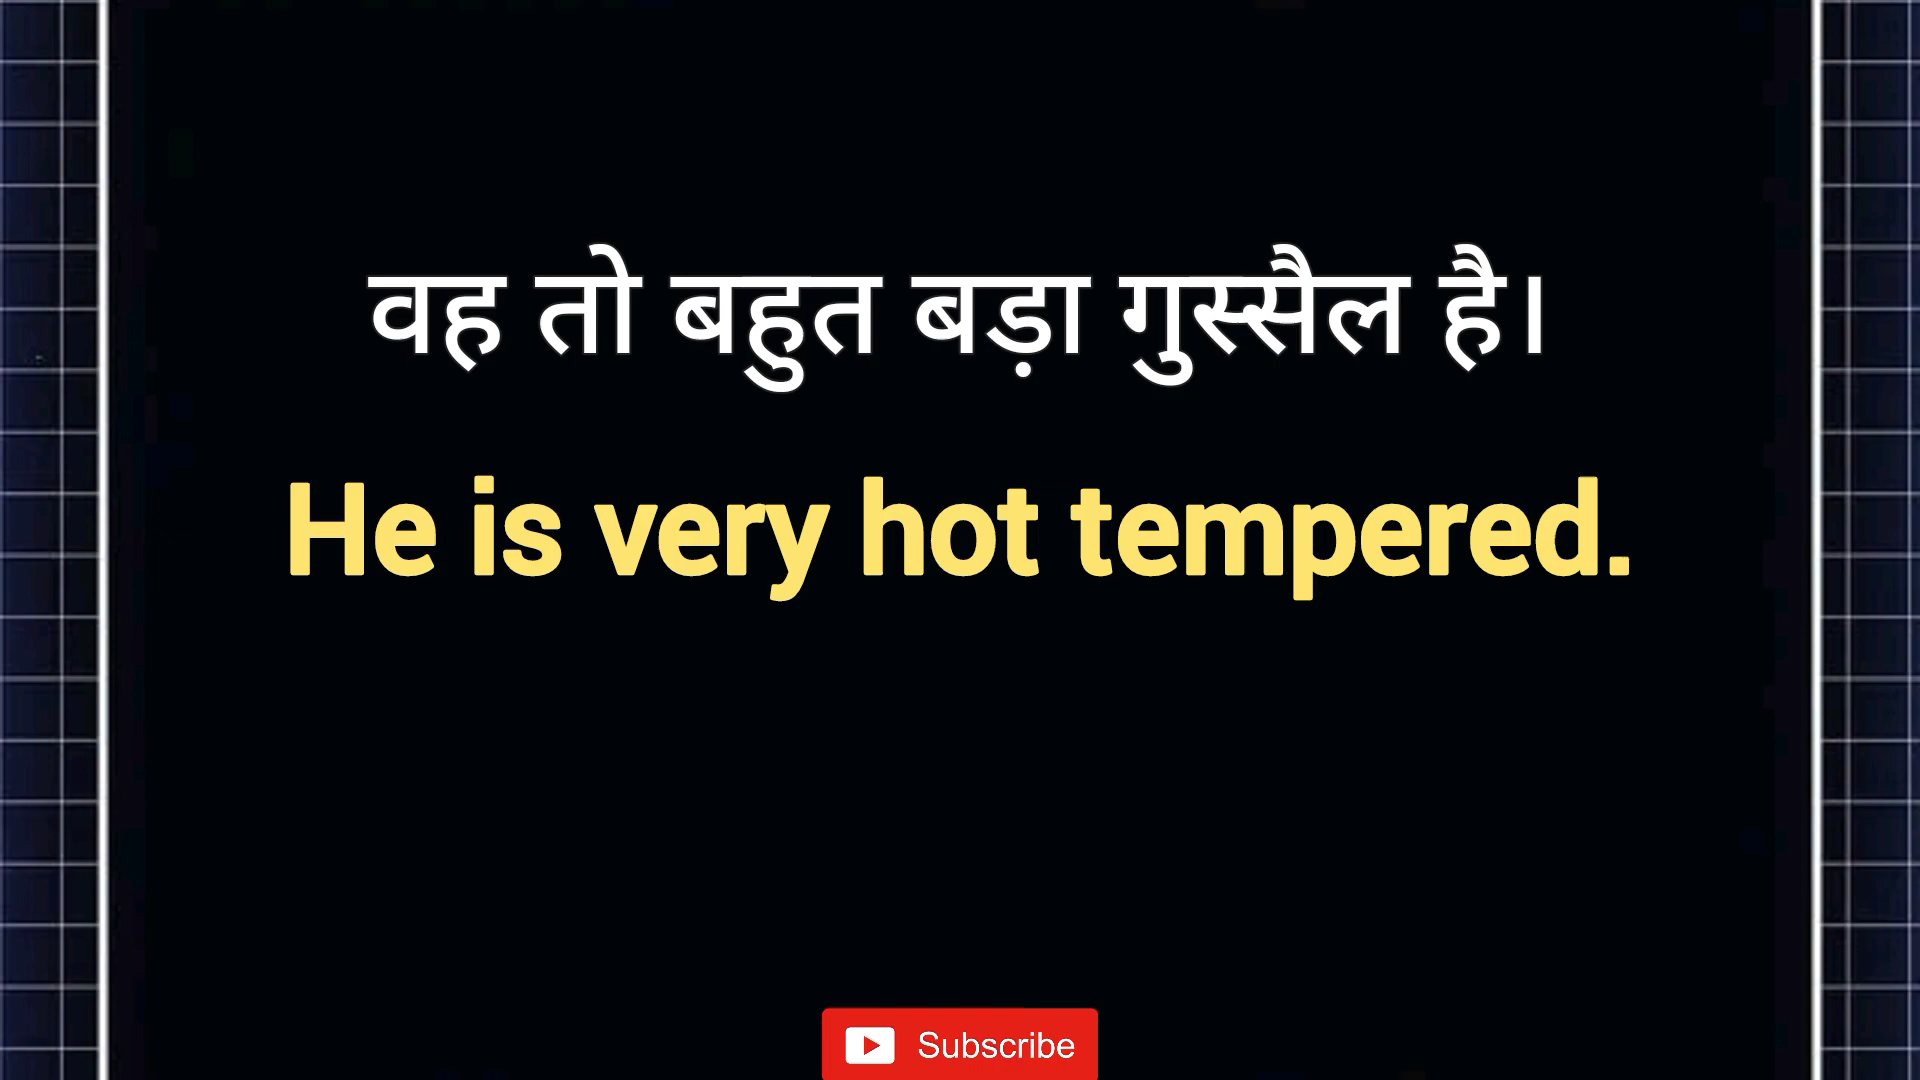 वह तो बहुत बड़ा गुस्सैल है।
He is very hot tempered.
Subscribe